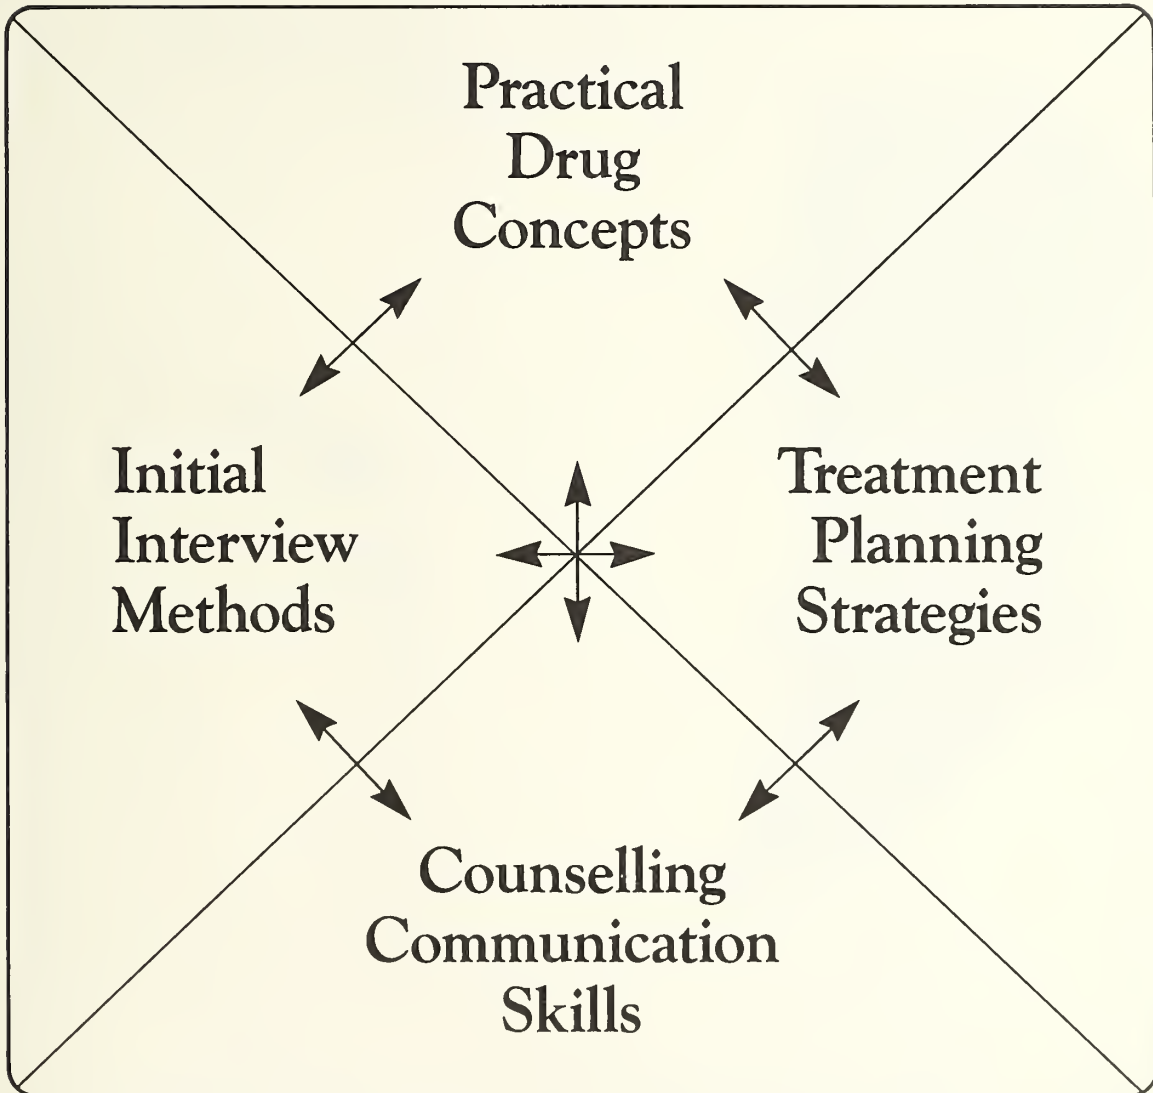 Practical
Drug
Concepts
Initial
Interview
Methods
Treatment
Planning
Strategies
Counselling
Communication
Skills